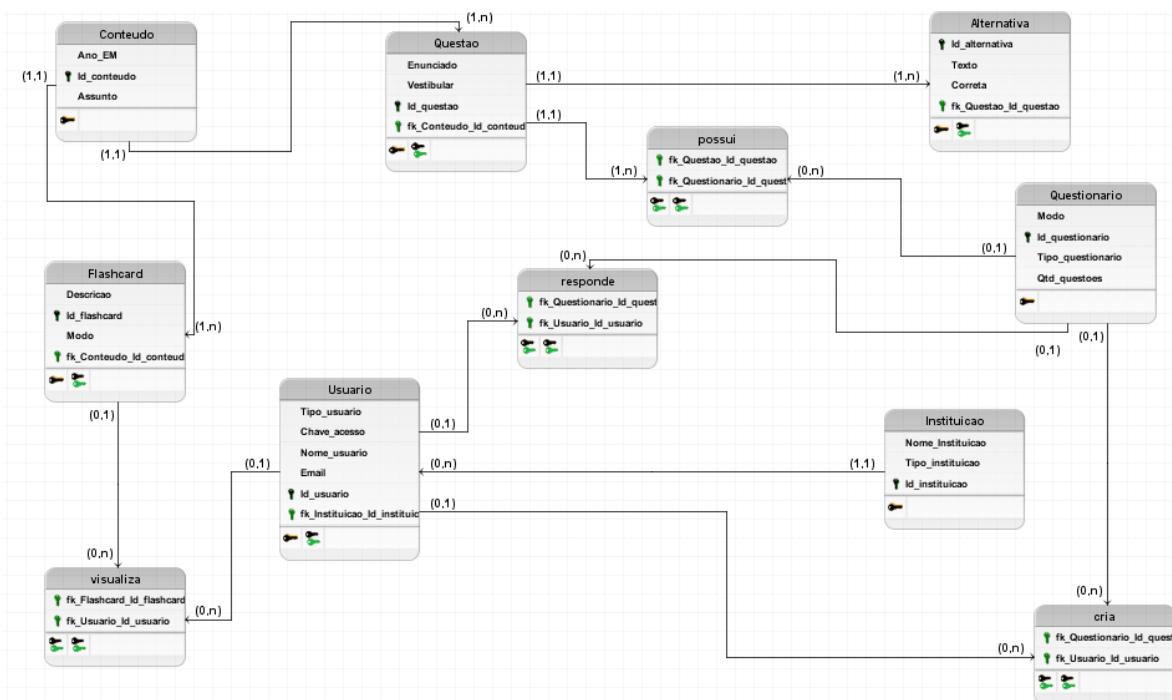 Conteudo
Ano_EM
Id_conteudo
Assunto
(1,1)
(1,1)
(1,n)
Questao
Enunciado
Vestibular
Id_questao
fk_Conteudo_Id_conteud
(1,1)
(1,1)
(1,n)
Alternativa
Id_alternativa
Texto
Correta
fk_Questao_Id_questao
possui
fk_Questao_Id_questao
fk_Questionario_Id_quest
(1,n)
(0,n)
Questionario
Modo
Id_questionario
Tipo_questionario
Qtd_questoes
(0,1)
(0,1)
(0,1)
Flashcard
Descricao
Id_flashcard
Modo
fk_Conteudo_Id_conteud
(1,n)
(0,1)
(0,n)
responde
fk_Questionario_Id_quest
fk_Usuario_Id_usuario
(0,n)
Usuario
Tipo_usuario
Chave_acesso
Nome_usuario
Email
Id_usuario
fk_Instituicao_Id_instituic
(0,1)
(0,1)
(0,n)
(0,1)
(1,1)
Instituicao
Nome_Instituicao
Tipo_instituicao
Id_instituicao
(0,n)
visualiza
fk_Flashcard_Id_flashcard
fk_Usuario_Id_usuario
(0,n)
(0,n)
(0,n)
cria
fk_Questionario_Id_ques
fk_Usuario_Id_usuario